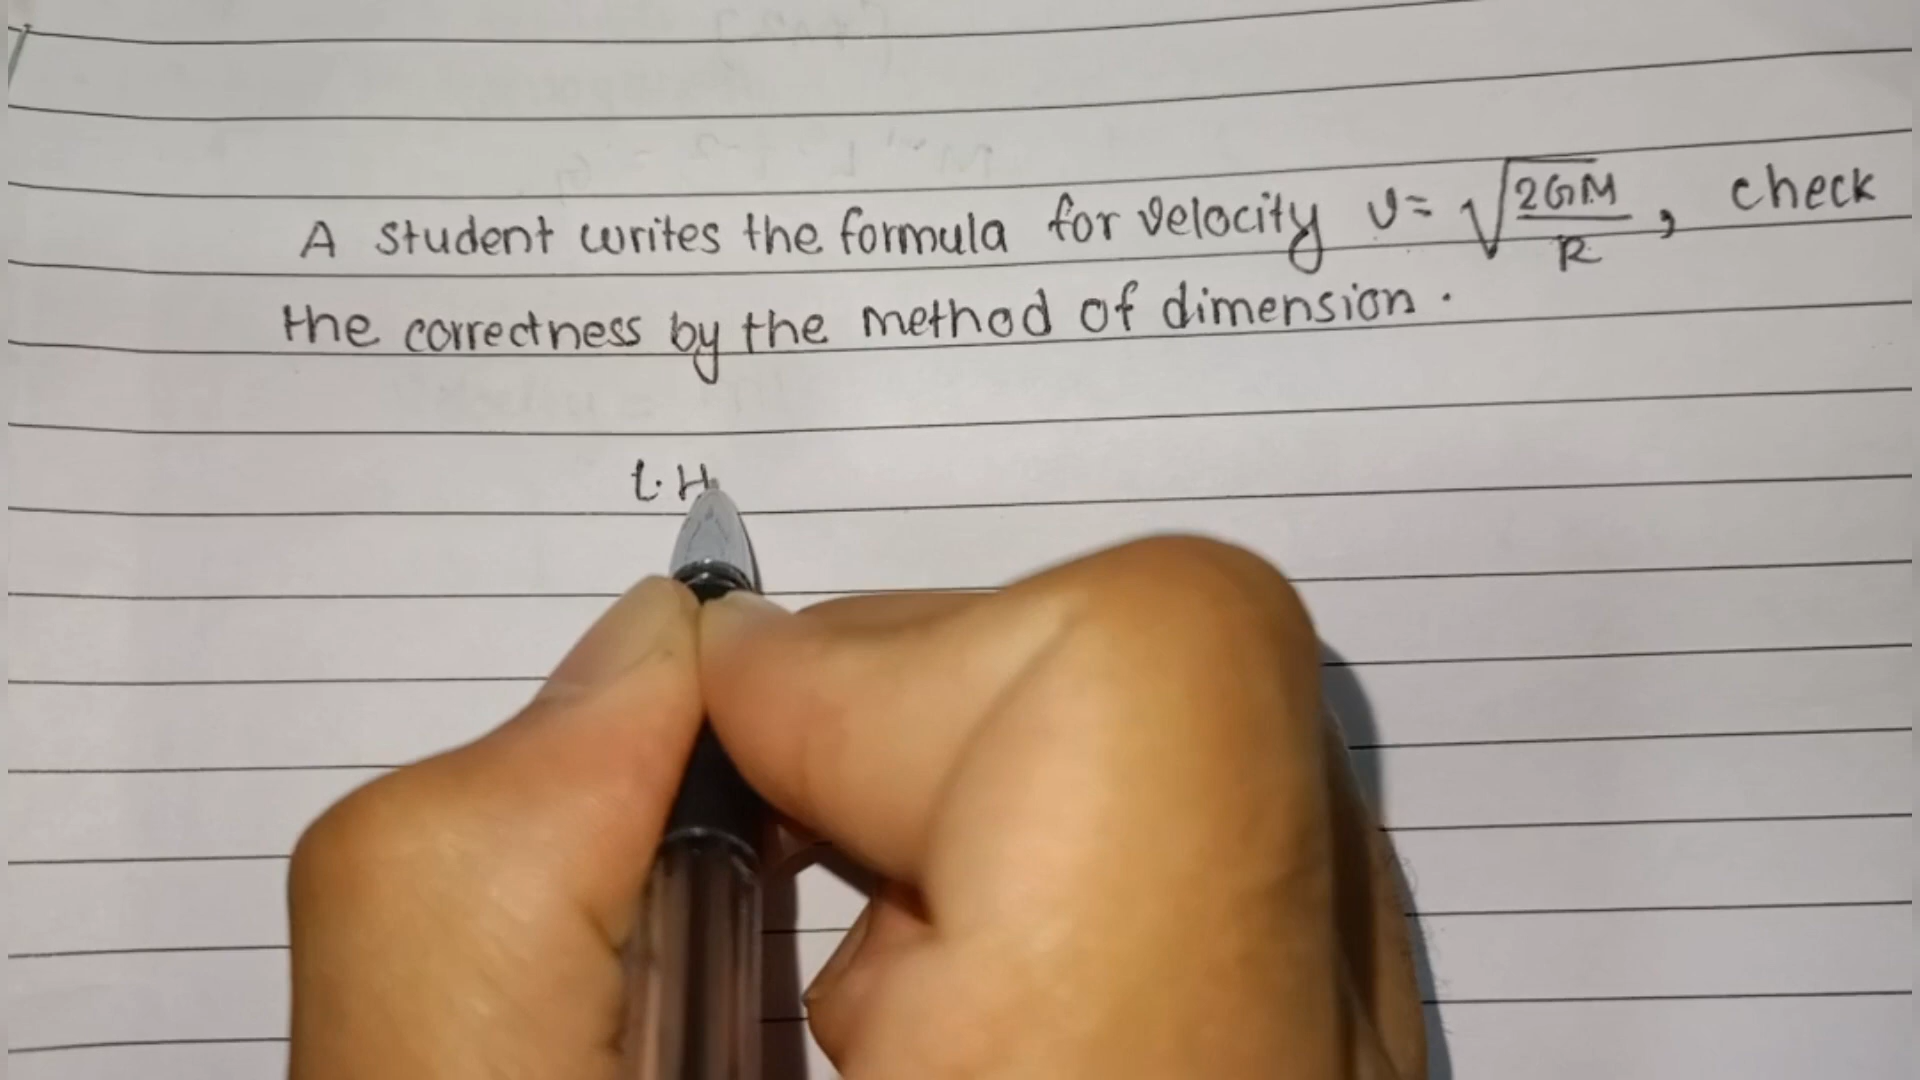 A student writes the formula for velocity v = √(2GM/R), check
the correctness by the method of dimension.
L.H